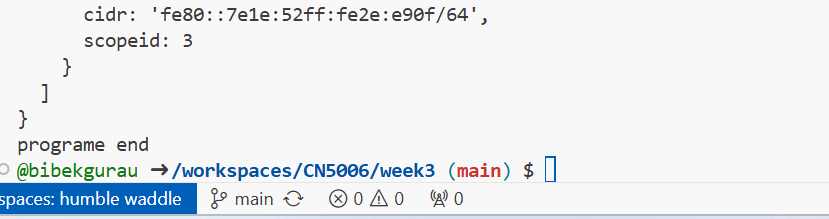 cidr: 'fe80::7e1e:52ff:fe2e:e90f/64',
scopeid: 3
}
]
}
programe end
@bibekgurau ➜/workspaces/CN5006/week3 (main) $
spaces: humble waddle main 0 0 0